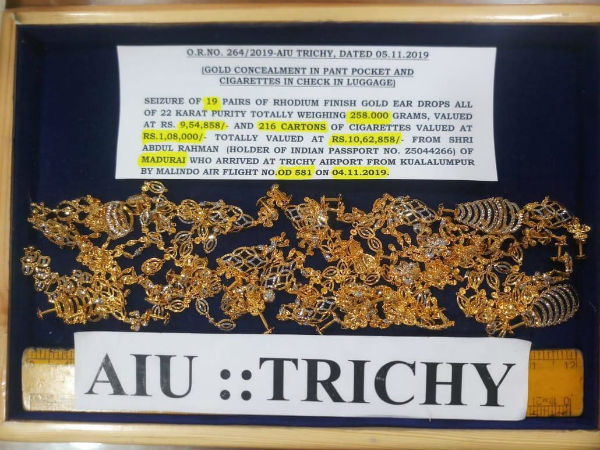 O.R.NO. 264/2019-AIU TRICHY, DATED 05.11.2019
(GOLD CONCEALMENT IN PANT POCKET AND
CIGARETTES IN CHECK IN LUGGAGE)
SEIZURE OF 19 PAIRS OF RHODIUM FINISH GOLD EAR DROPS ALL
OF 22 KARAT PURITY TOTALLY WEIGHING 258.000 GRAMS, VALUED
AT RS. 9,54,858/- AND 216 CARTONS OF CIGARETTES VALUED AT
RS.1,08,000/- TOTALLY VALUED AT RS.10,62,858/- FROM SHRI
ABDUL RAHMAN (HOLDER OF INDIAN PASSPORT NO. Z5044266) OF
MADURAI WHO ARRIVED AT TRICHY AIRPORT FROM KUALALUMPUR
BY MALINDO AIR FLIGHT NO.OD 581 ON 04.11.2019.
AIU ::TRICHY
12